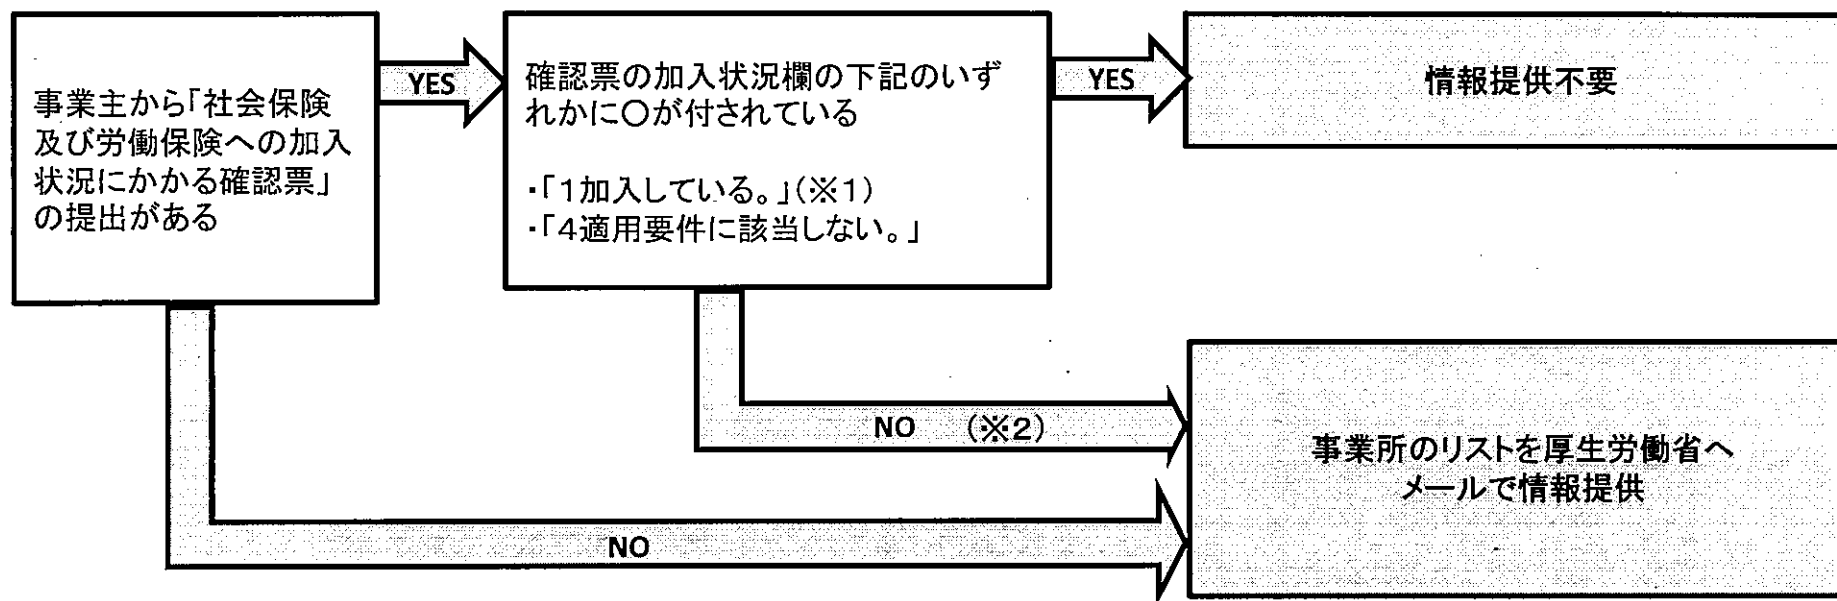 事業主から「社会保険
及び労働保険への加入
状況にかかる確認票」
の提出がある
YES
確認票の加入状況欄の下記のいず
れかに〇が付されている
・「1加入している。」(※1)
・「4適用要件に該当しない。」
YES
情報提供不要
NO (※2)
事業所のリストを厚生労働省へ
メールで情報提供
NO